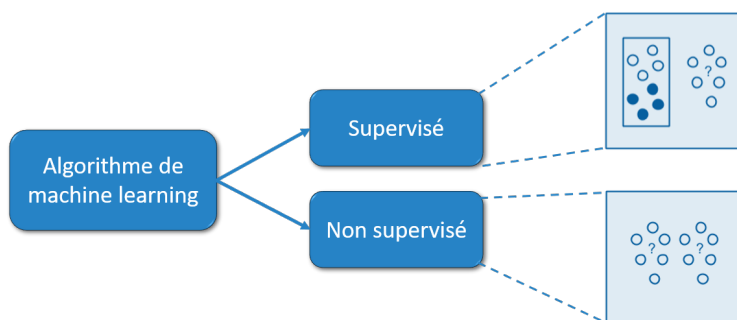 ?
Supervisé
Algorithme de
machine learning
Non supervisé
? ?